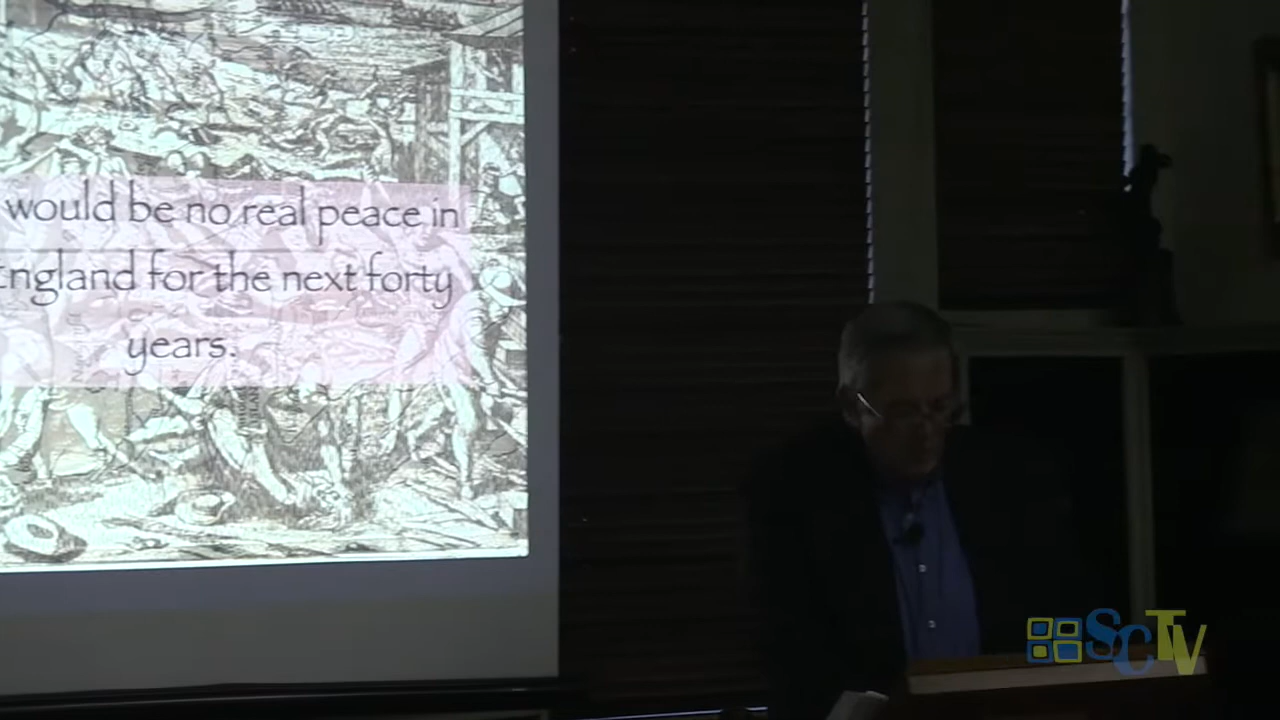 would be no real peace in
England for the next forty
years.
SCTV